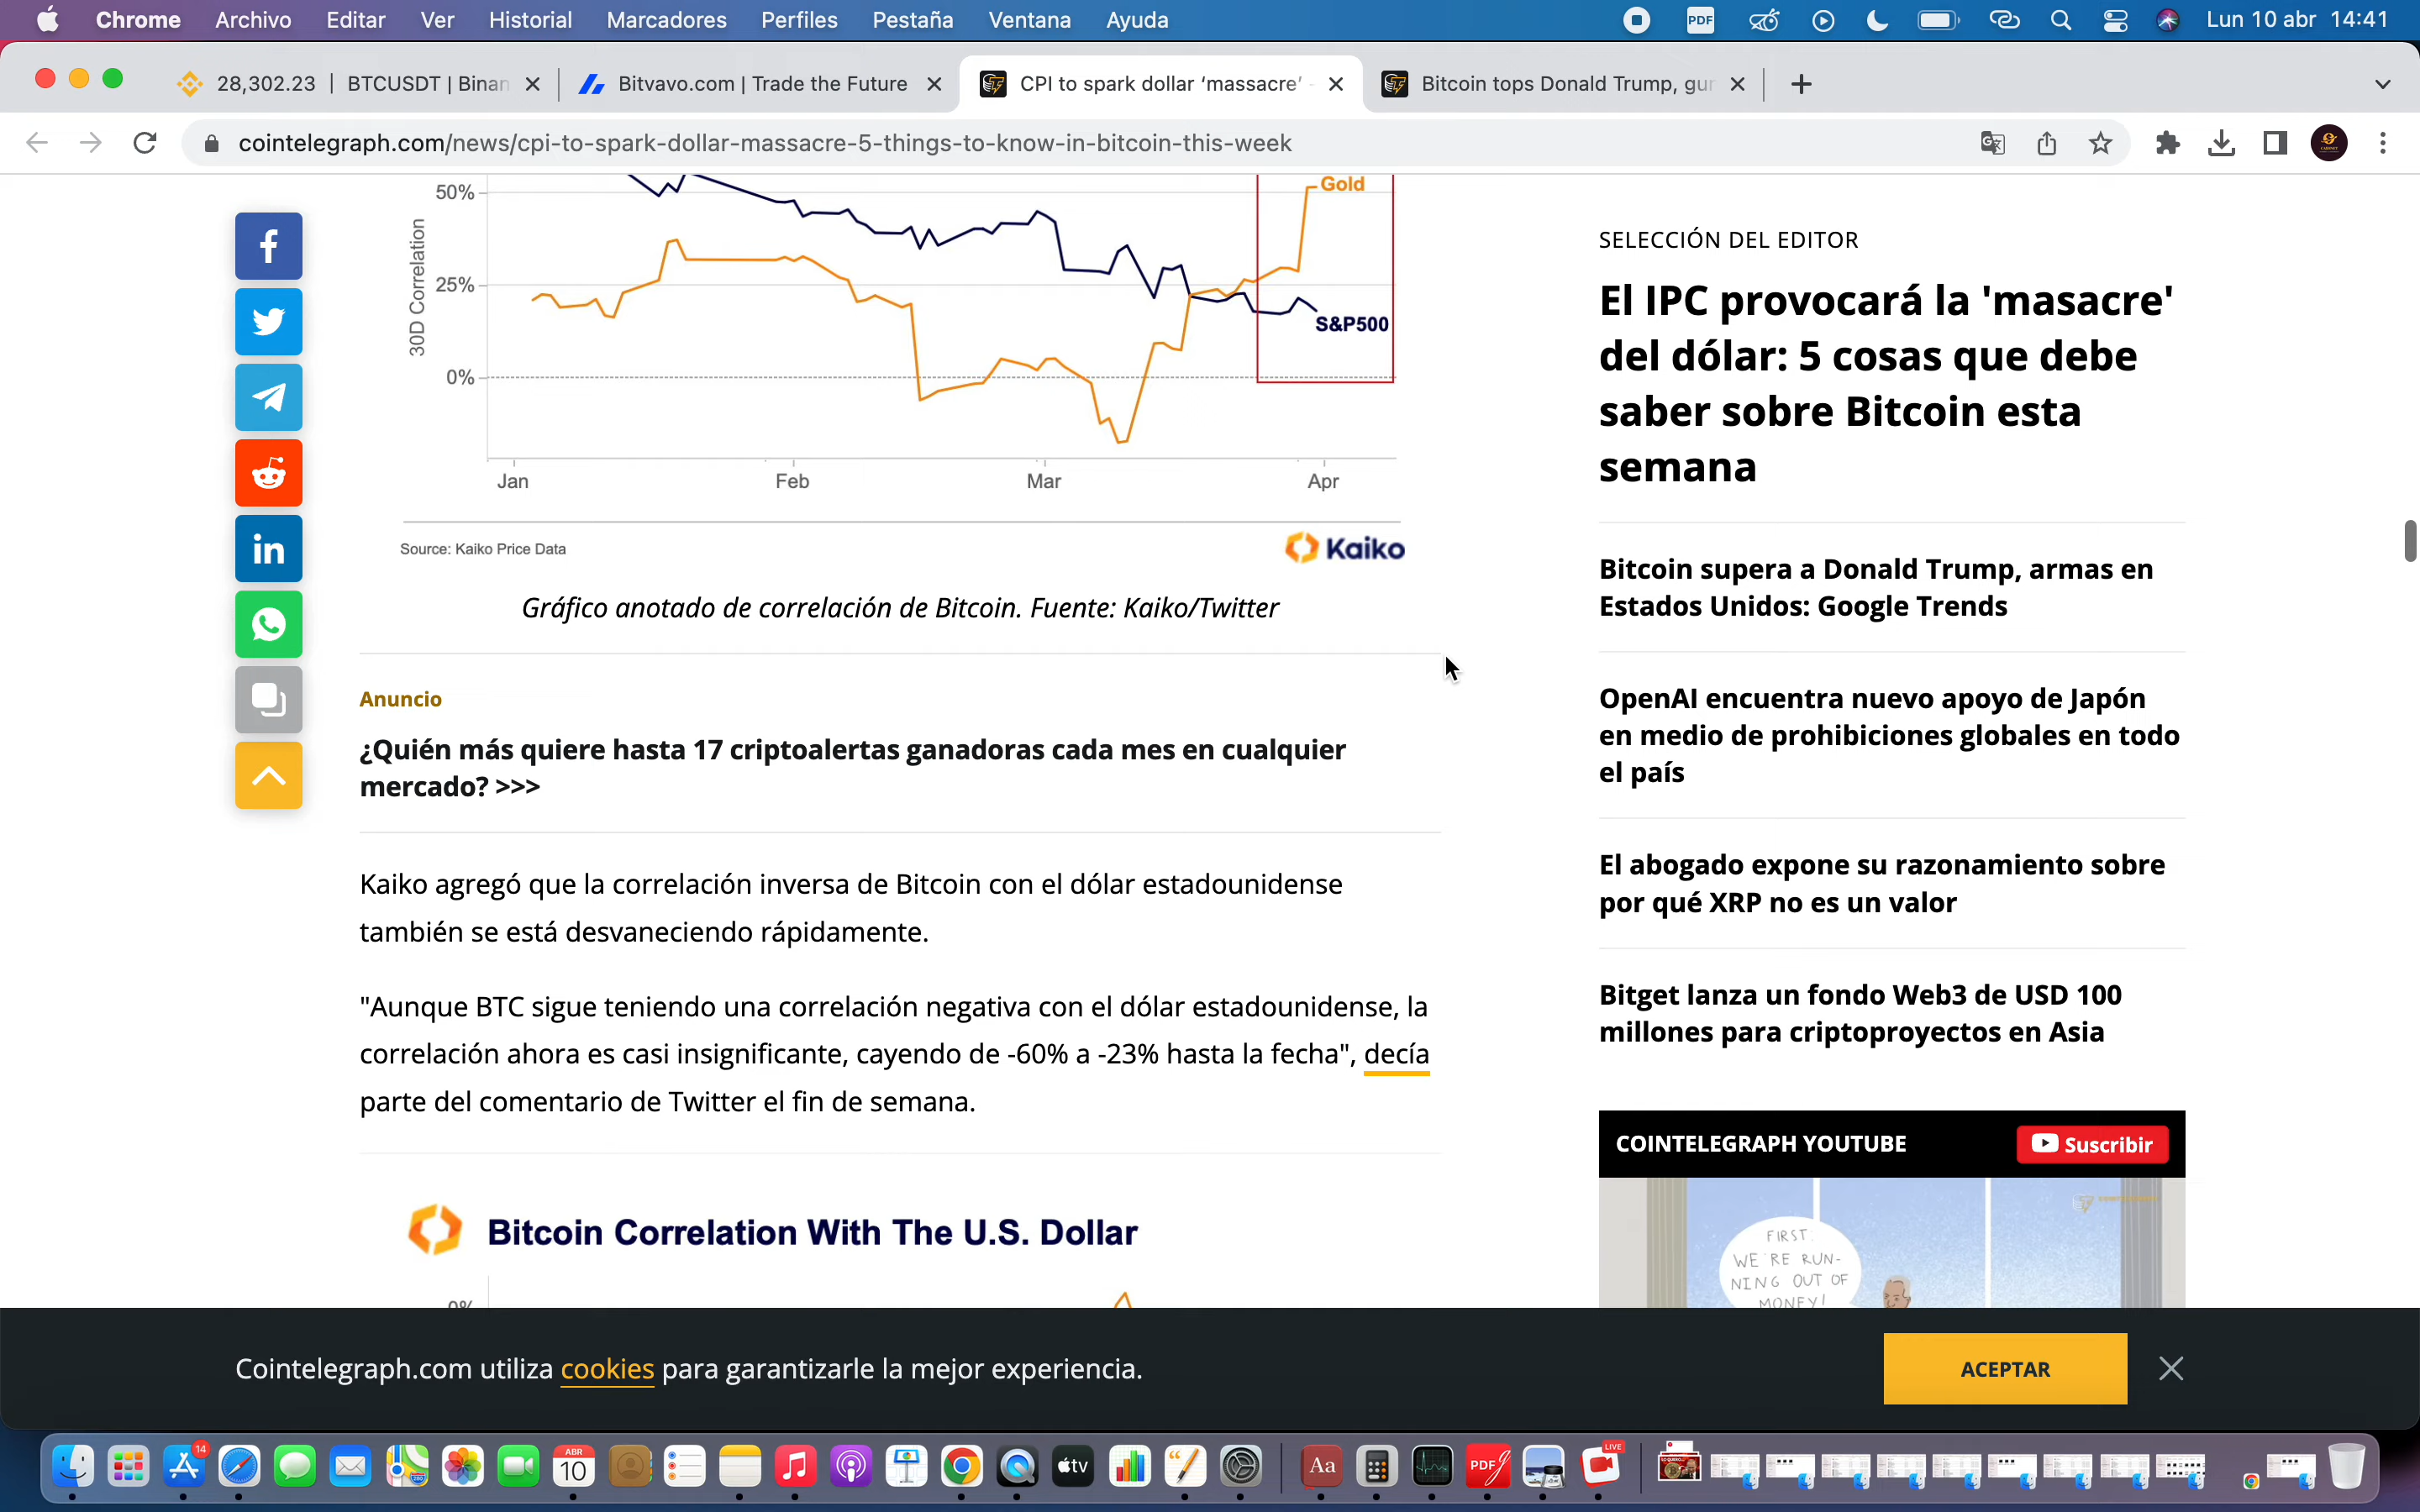 Chrome Archivo Editar Ver Historial Marcadores Perfiles Pestaña Ventana Ayuda
PDF
Lun 10 abr 14:41
28,302.23 | BTCUSDT | Binan
Bitvavo.com | Trade the Future
CPI to spark dollar ‘massacre’ -
Bitcoin tops Donald Trump, gun
cointelegraph.com/news/cpi-to-spark-dollar-massacre-5-things-to-know-in-bitcoin-this-week
30D Correlation
50%
25%
0%
Gold
S&P500
Jan Feb Mar Apr
Source: Kaiko Price Data
Kaiko
Gráfico anotado de correlación de Bitcoin. Fuente: Kaiko/Twitter
Anuncio
¿Quién más quiere hasta 17 criptoalertas ganadoras cada mes en cualquier
mercado? >>>
Kaiko agregó que la correlación inversa de Bitcoin con el dólar estadounidense
también se está desvaneciendo rápidamente.
"Aunque BTC sigue teniendo una correlación negativa con el dólar estadounidense, la
correlación ahora es casi insignificante, cayendo de -60% a -23% hasta la fecha", decía
parte del comentario de Twitter el fin de semana.
Bitcoin Correlation With The U.S. Dollar
0%
SELECCIÓN DEL EDITOR
El IPC provocará la 'masacre'
del dólar: 5 cosas que debe
saber sobre Bitcoin esta
semana
Bitcoin supera a Donald Trump, armas en
Estados Unidos: Google Trends
OpenAI encuentra nuevo apoyo de Japón
en medio de prohibiciones globales en todo
el país
El abogado expone su razonamiento sobre
por qué XRP no es un valor
Bitget lanza un fondo Web3 de USD 100
millones para criptoproyectos en Asia
COINTELEGRAPH YOUTUBE
Suscribir
FIRST
WE'RE RUN-
NING OUT OF
MONEY!
Cointelegraph.com utiliza cookies para garantizarle la mejor experiencia.
ACEPTAR
14
ABR
10
tv
Aa
PDF
LIVE